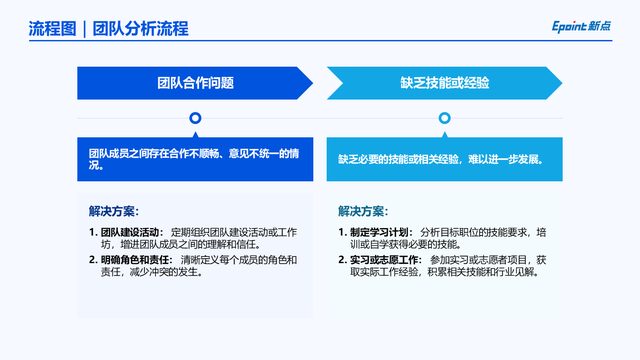 流程图｜团队分析流程
Epoint新点
团队合作问题
缺乏技能或经验
团队成员之间存在合作不顺畅、意见不统一的情
况。
缺乏必要的技能或相关经验，难以进一步发展。
解决方案：
1. 团队建设活动： 定期组织团队建设活动或工作
坊，增进团队成员之间的理解和信任。
2. 明确角色和责任： 清晰定义每个成员的角色和
责任，减少冲突的发生。
解决方案：
1. 制定学习计划： 分析目标职位的技能要求，培
训或自学获得必要的技能。
2. 实习或志愿工作： 参加实习或志愿者项目，获
取实际工作经验，积累相关技能和行业见解。